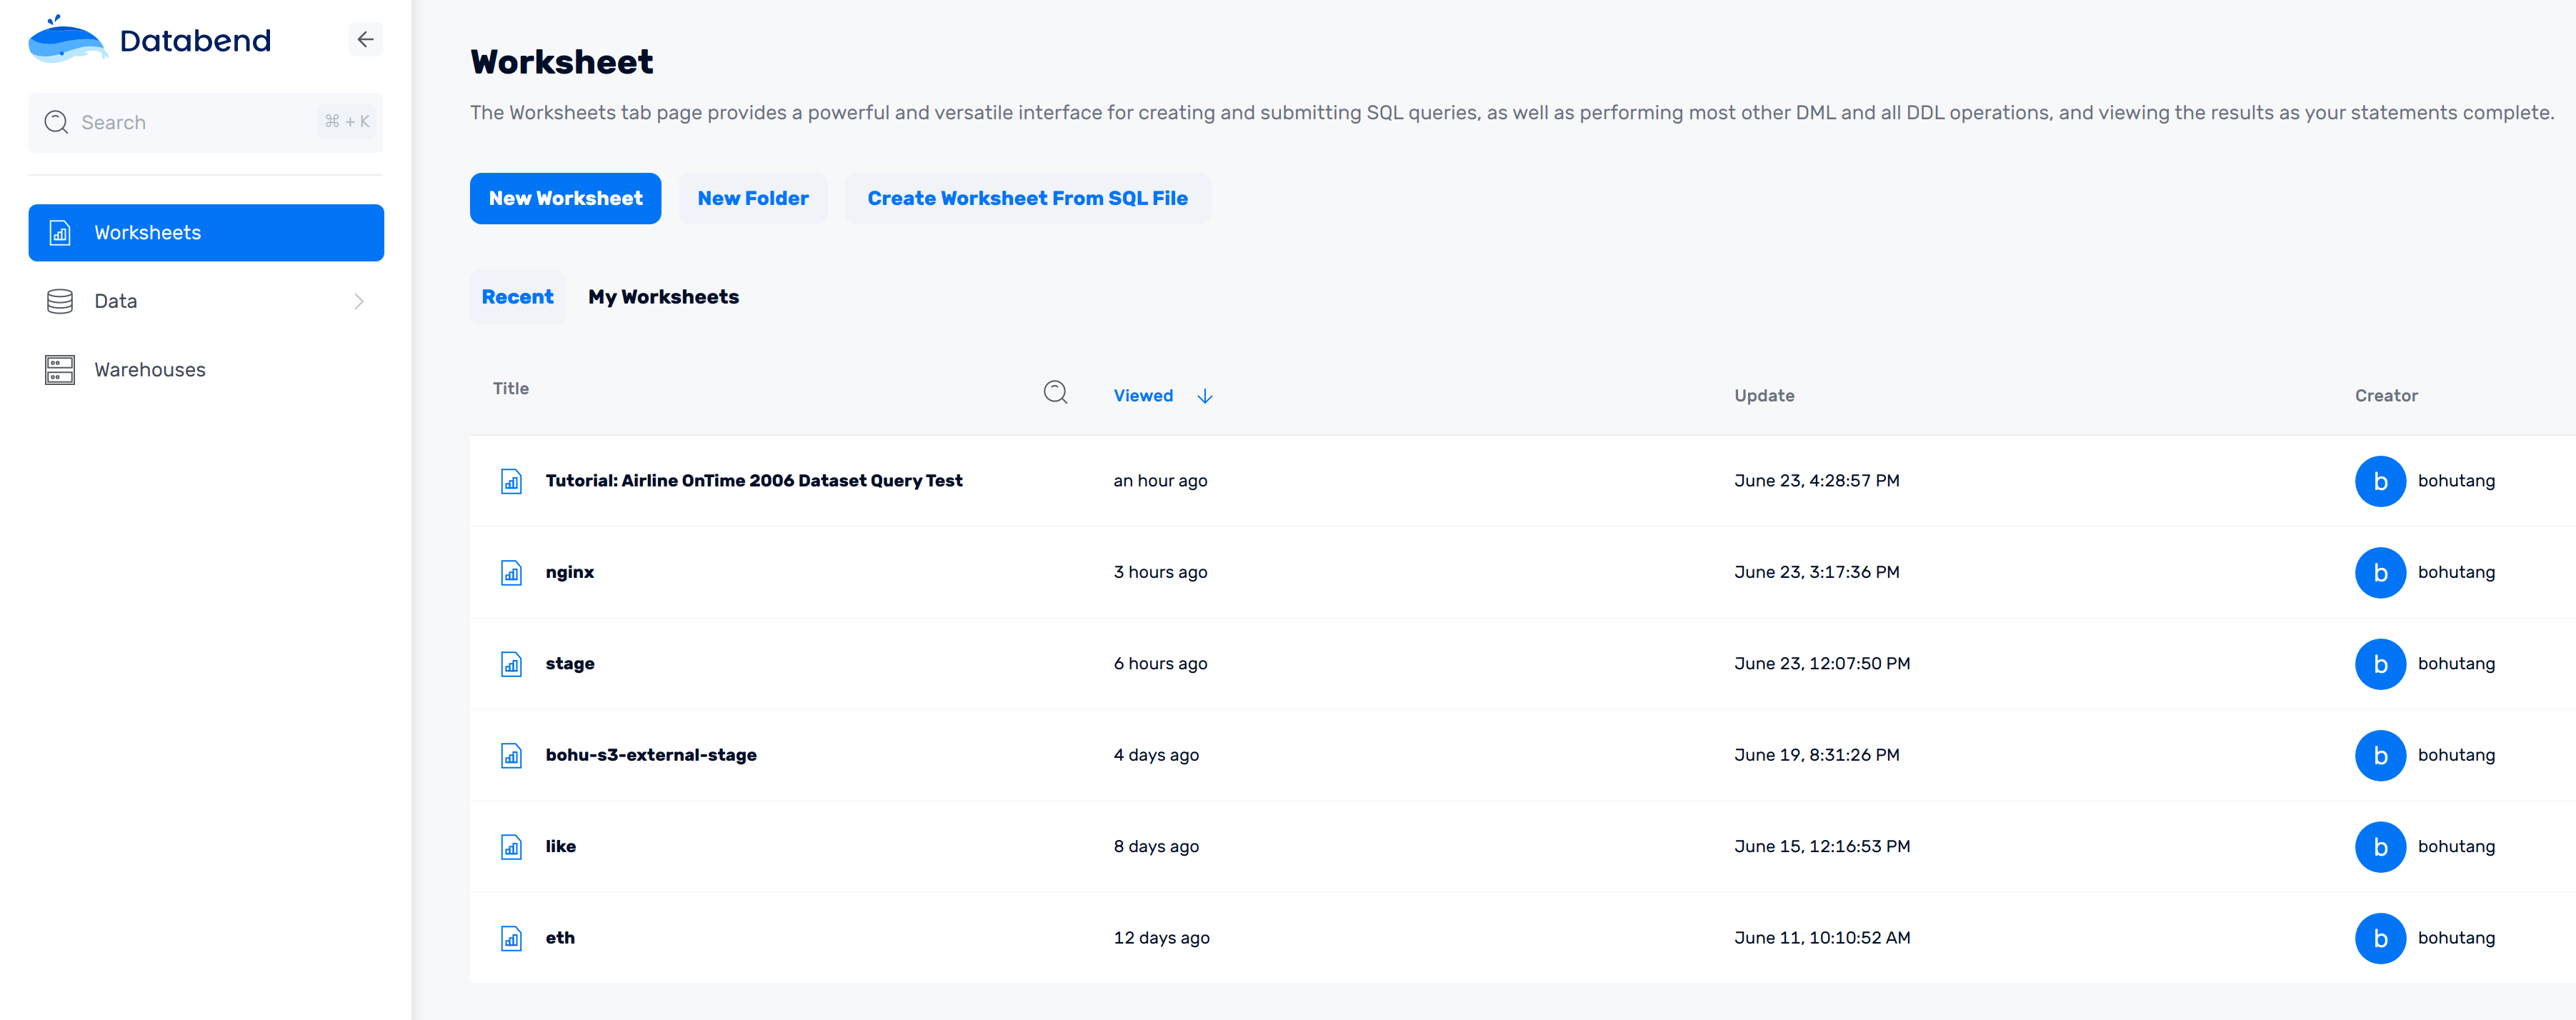 Databend
Search ⌘ + K
Worksheets
Data
Warehouses
Worksheet
The Worksheets tab page provides a powerful and versatile interface for creating and submitting SQL queries, as well as performing most other DML and all DDL operations, and viewing the results as your statements complete.
New Worksheet New Folder Create Worksheet From SQL File
Recent My Worksheets
Title Viewed Update Creator
Tutorial: Airline OnTime 2006 Dataset Query Test an hour ago June 23, 4:28:57 PM b bohutang
nginx 3 hours ago June 23, 3:17:36 PM b bohutang
stage 6 hours ago June 23, 12:07:50 PM b bohutang
bohu-s3-external-stage 4 days ago June 19, 8:31:26 PM b bohutang
like 8 days ago June 15, 12:16:53 PM b bohutang
eth 12 days ago June 11, 10:10:52 AM b bohutang